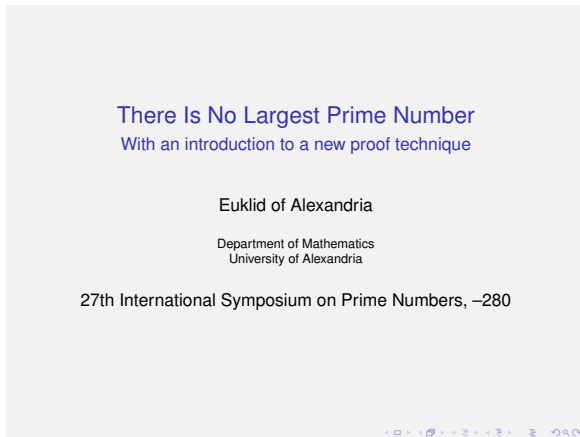 There Is No Largest Prime Number
With an introduction to a new proof technique
Euklid of Alexandria
Department of Mathematics
University of Alexandria
27th International Symposium on Prime Numbers, –280